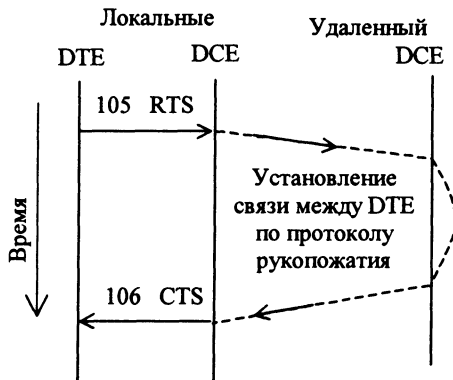 Локальные
Удаленный
DTE
DCE
DCE
105 RTS
Установление
связи между DTE
по протоколу
рукопожатия
Время
106 CTS